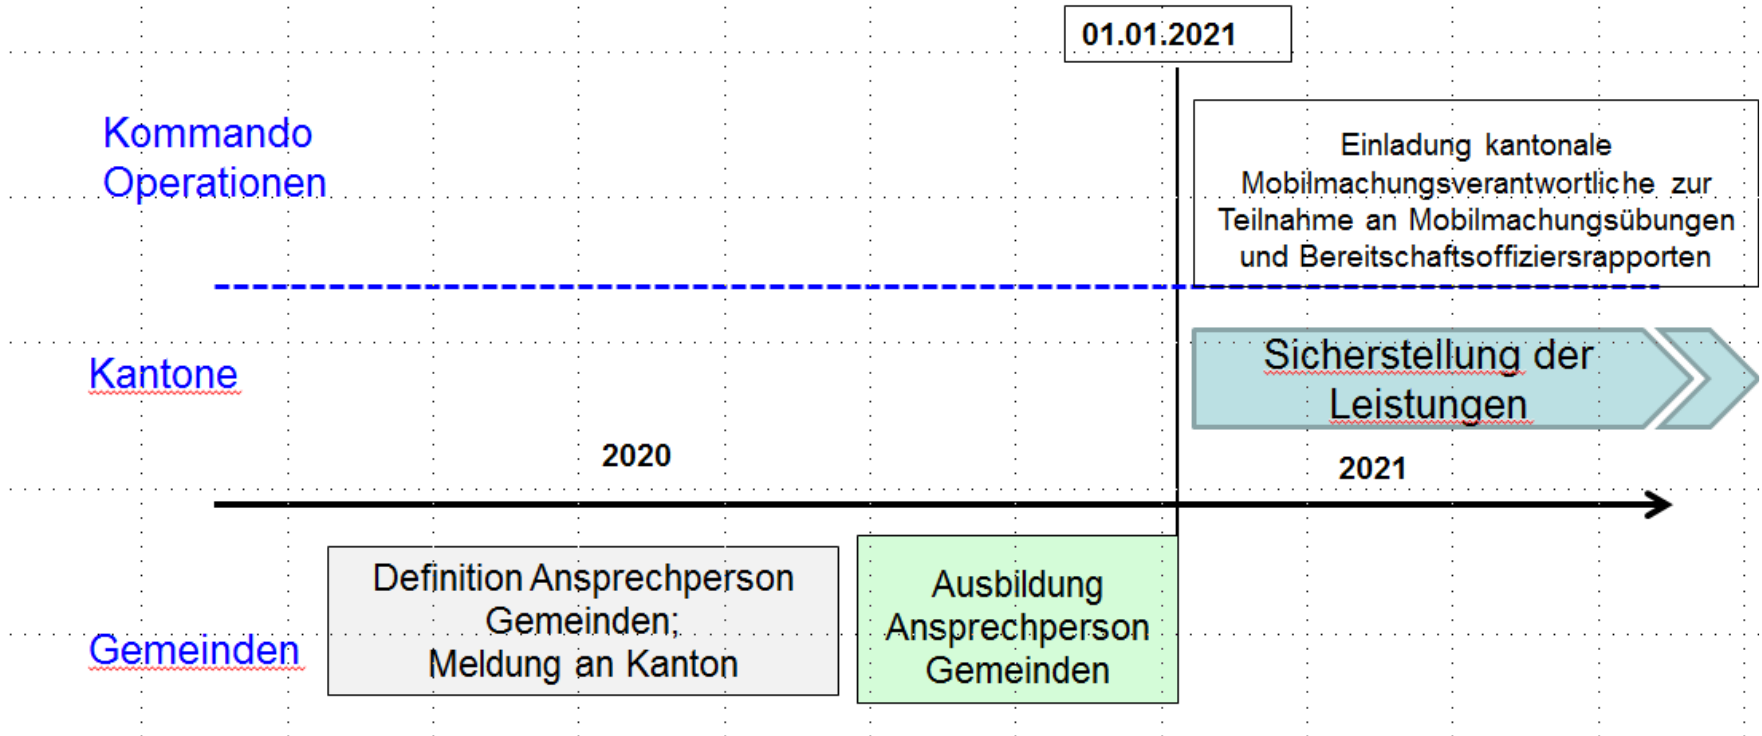 01.01.2021
Kommando
Operationen
Einladung kantonale
Mobilmachungsverantwortliche zur
Teilnahme an Mobilmachungsübungen
und Bereitschaftsoffiziersrapporten
Kantone
Sicherstellung der
Leistungen
2020
2021
Gemeinden
Definition Ansprechperson
Gemeinden;
Meldung an Kanton
Ausbildung
Ansprechperson
Gemeinden